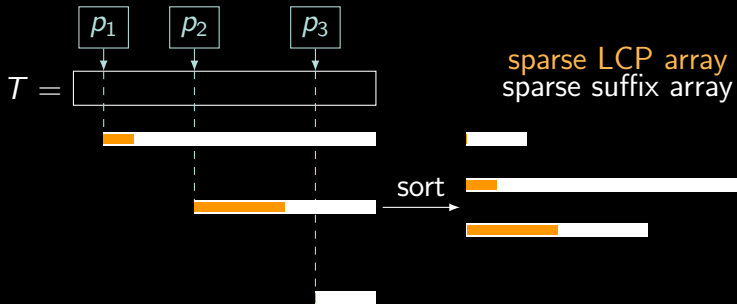 p₁ p₂ p₃
sparse LCP array
T =
sparse suffix array
sort